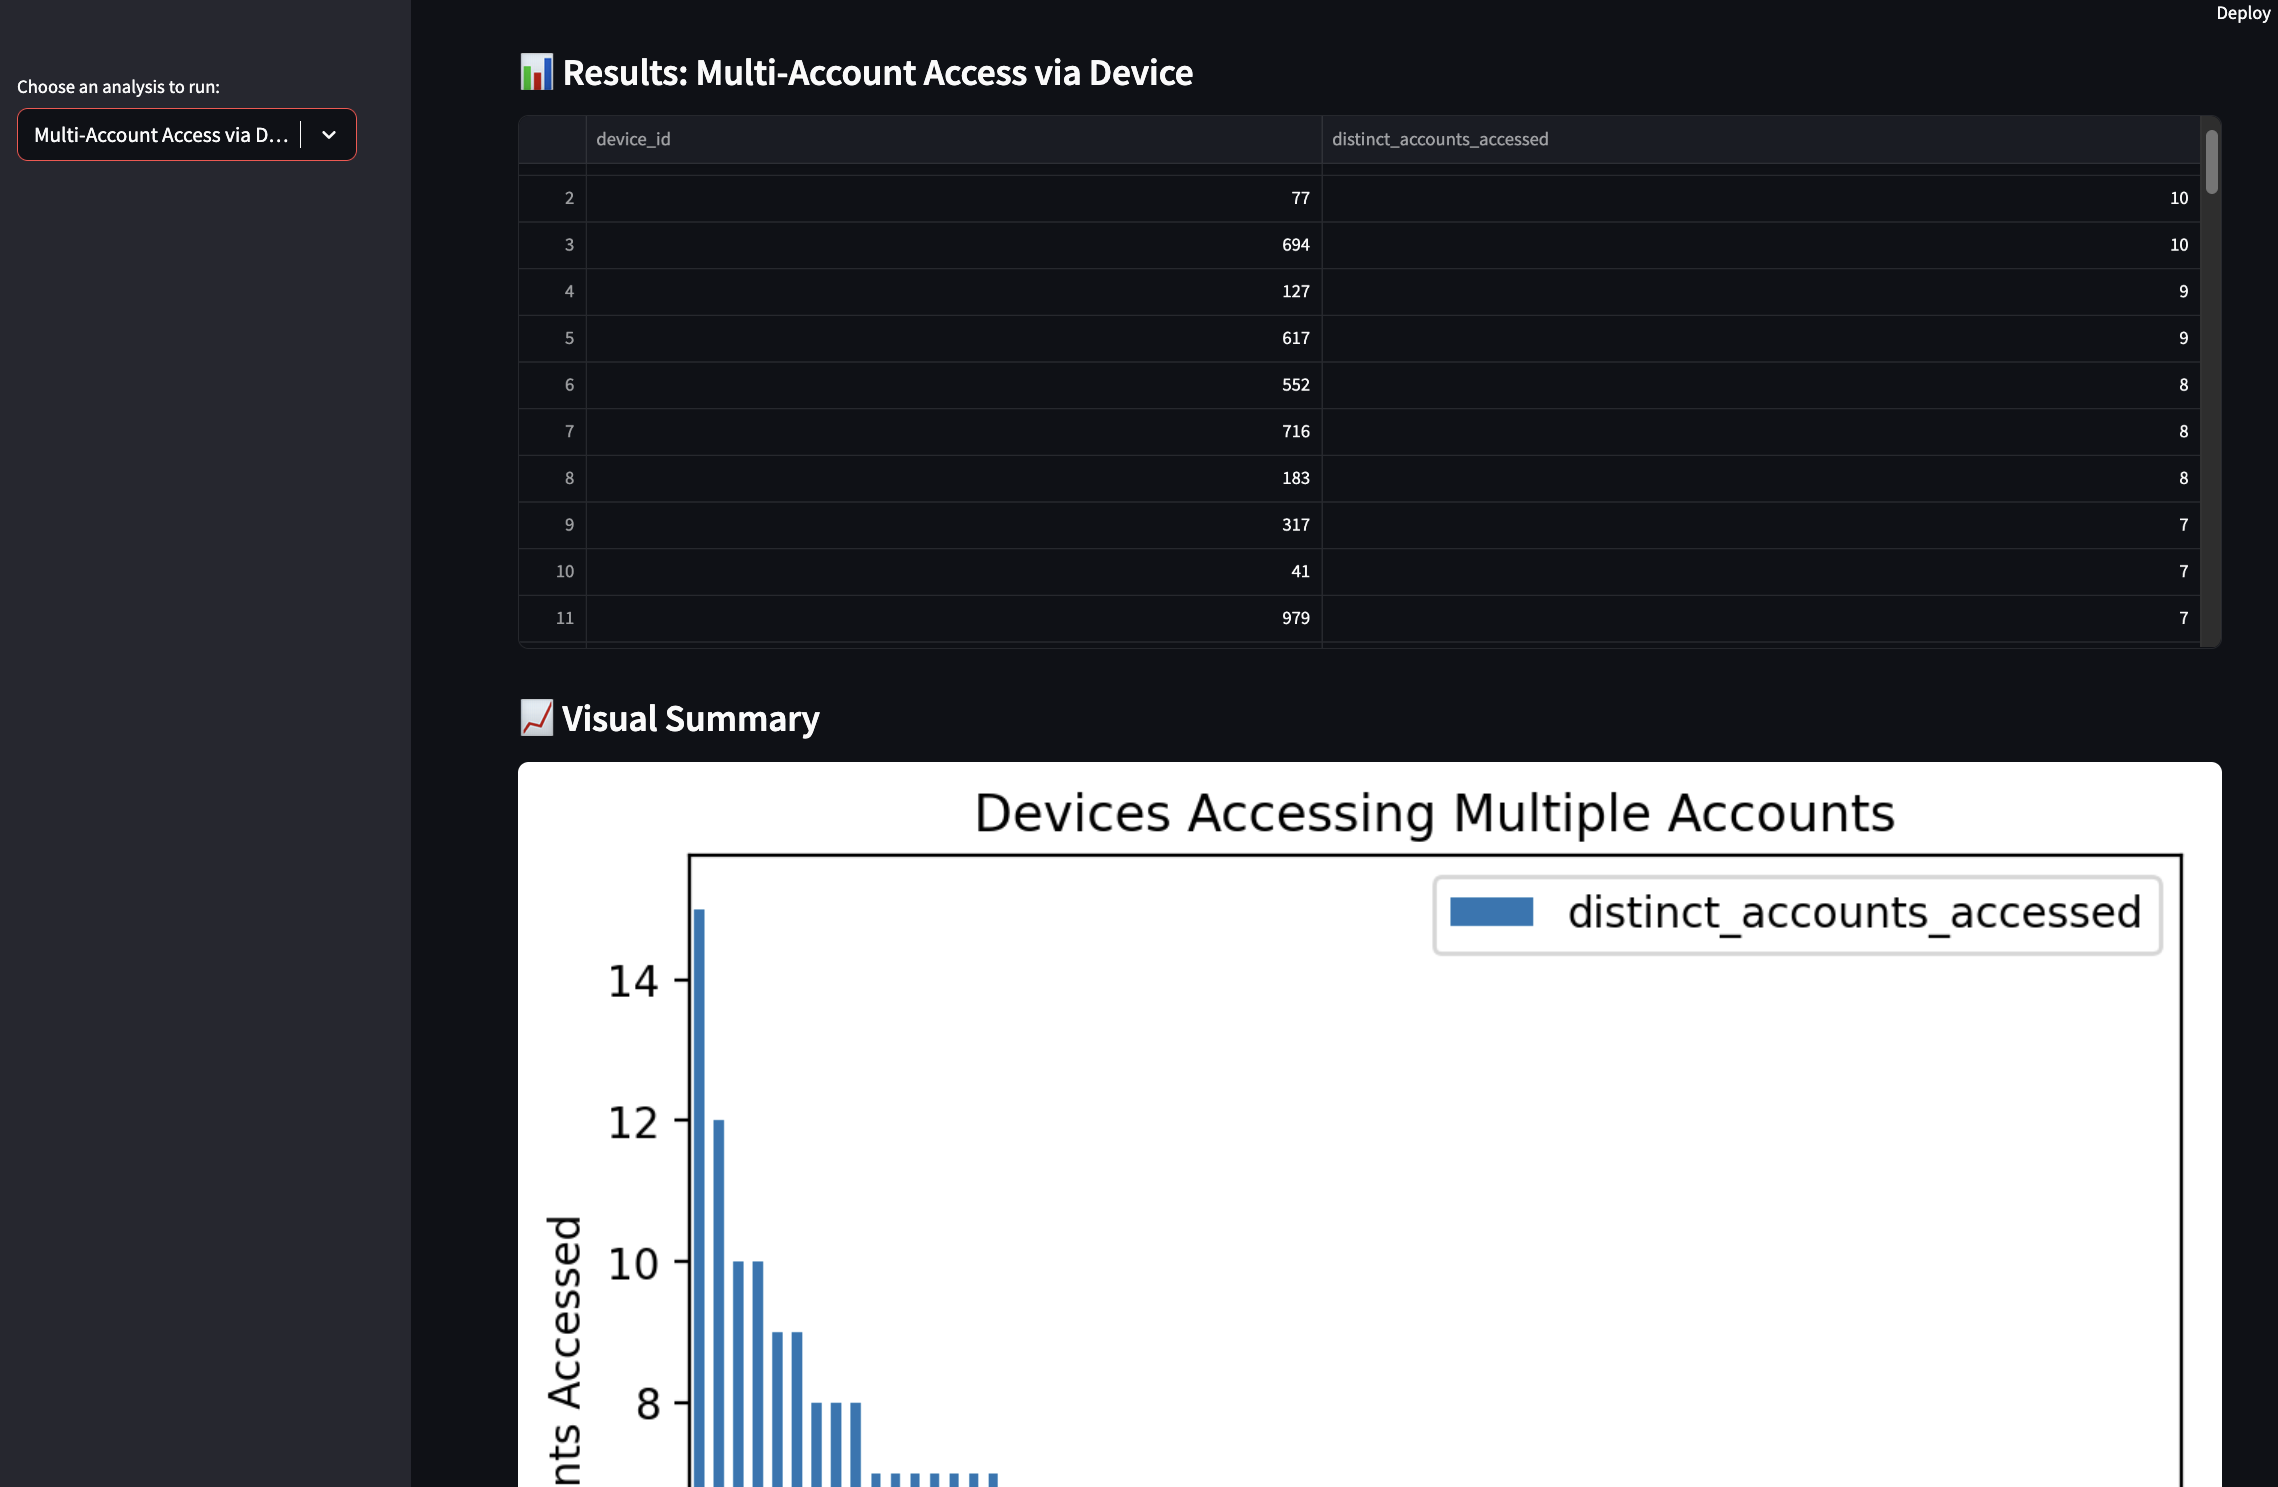 Deploy
Choose an analysis to run:
Multi-Account Access via D...
Results: Multi-Account Access via Device
device_id distinct_accounts_accessed
2 77 10
3 694 10
4 127 9
5 617 9
6 552 8
7 716 8
8 183 8
9 317 7
10 41 7
11 979 7
Visual Summary
Devices Accessing Multiple Accounts
distinct_accounts_accessed
14
12
10
8
nts Accessed